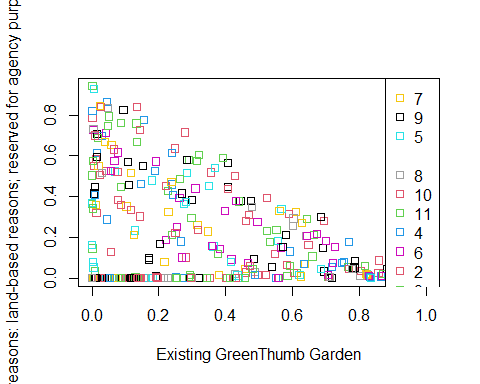 reasons; land-based reasons; reserved for agency purp
0.0 0.2 0.4 0.6 0.8
7
9
5
8
10
11
4
6
2
0.0 0.2 0.4 0.6 0.8 1.0
Existing GreenThumb Garden